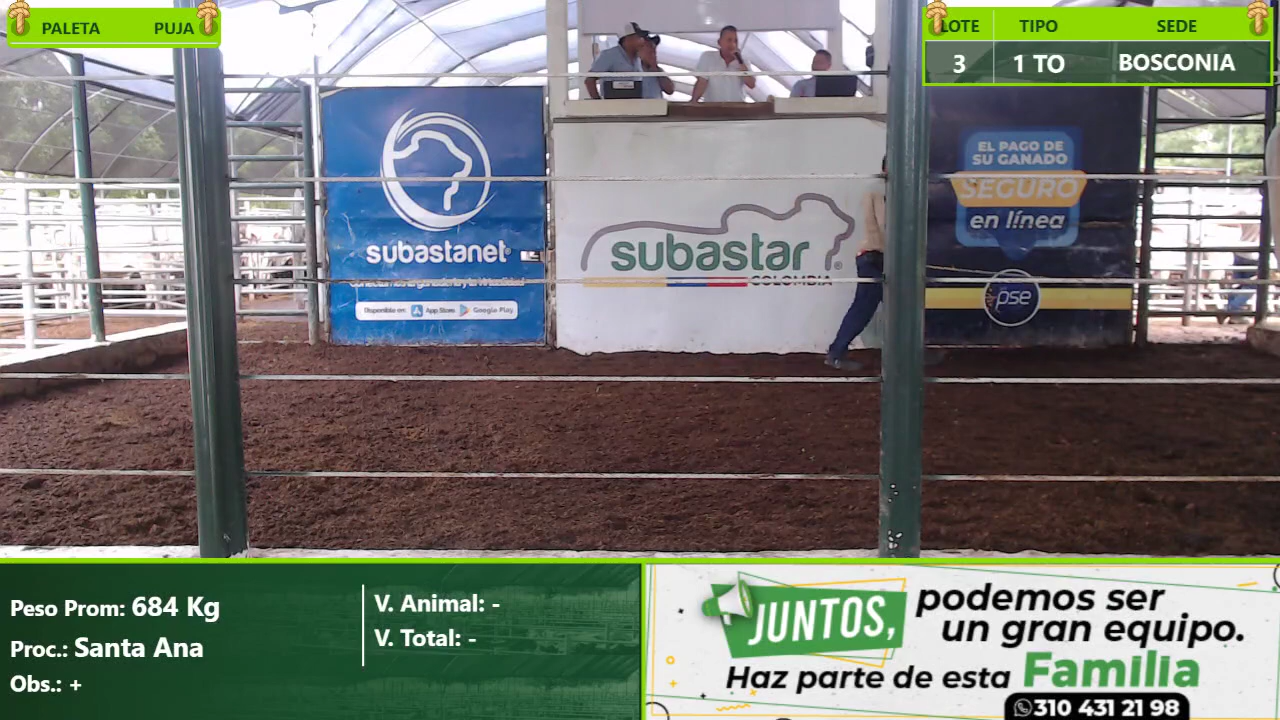 PALETA PUJA
LOTE TIPO SEDE
3 1 TO BOSCONIA
subastanet
Disponible en App Store Google Play
subastar
COLOMBIA
EL PAGO DE
SU GANADO
SEGURO
en línea
pse
Peso Prom: 684 Kg
Proc.: Santa Ana
Obs.: +
V. Animal: -
V. Total: -
JUNTOS,
podemos ser
un gran equipo.
Haz parte de esta Familia
310 431 21 98